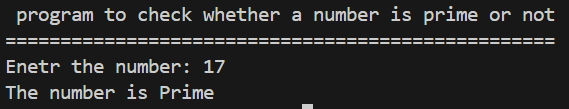 program to check whether a number is prime or not
==================================================
Enetr the number: 17
The number is Prime